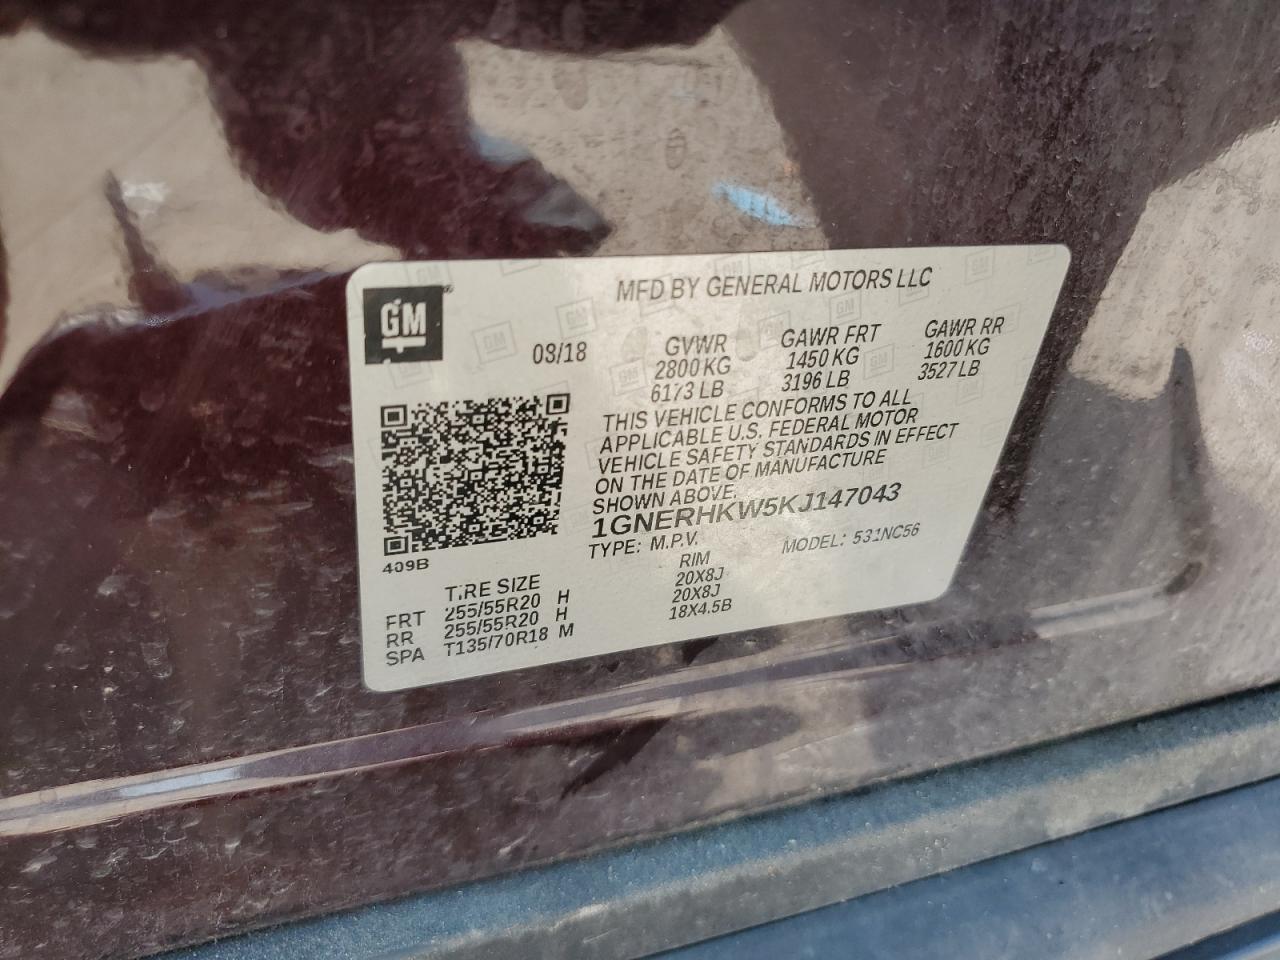 MFD BY GENERAL MOTORS LLC
GM
08/18
GVWR GAWR FRT GAWR RR
2800 KG 1450 KG 1600 KG
6173 LB 3196 LB 3527 LB
THIS VEHICLE CONFORMS TO ALL
APPLICABLE U.S. FEDERAL MOTOR
VEHICLE SAFETY STANDARDS IN EFFECT
ON THE DATE OF MANUFACTURE
SHOWN ABOVE.
1GNERHKW5KJ147043
TYPE: M.P.V. MODEL: 531NC56
409B
TIRE SIZE RIM
FRT 255/55R20 H 20X8J
RR 255/55R20 H 20X8J
SPA T135/70R18 M 18X4.5B